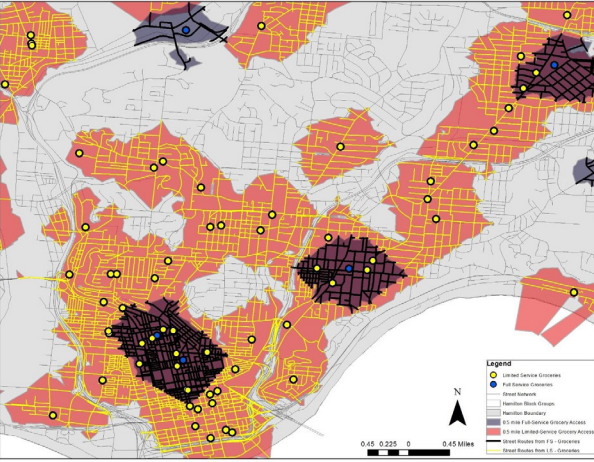 N
0.45 0.225 0 0.45 Miles
Legend
Limited Service Groceries
Full Service Groceries
Street Network
Hamilton Block Groups
Hamilton Boundary
0.5 mile Full-Service Grocery Access
0.5 mile Limited-Service Grocery Access
Street Routes from FS - Groceries
Street Routes from LS - Groceries